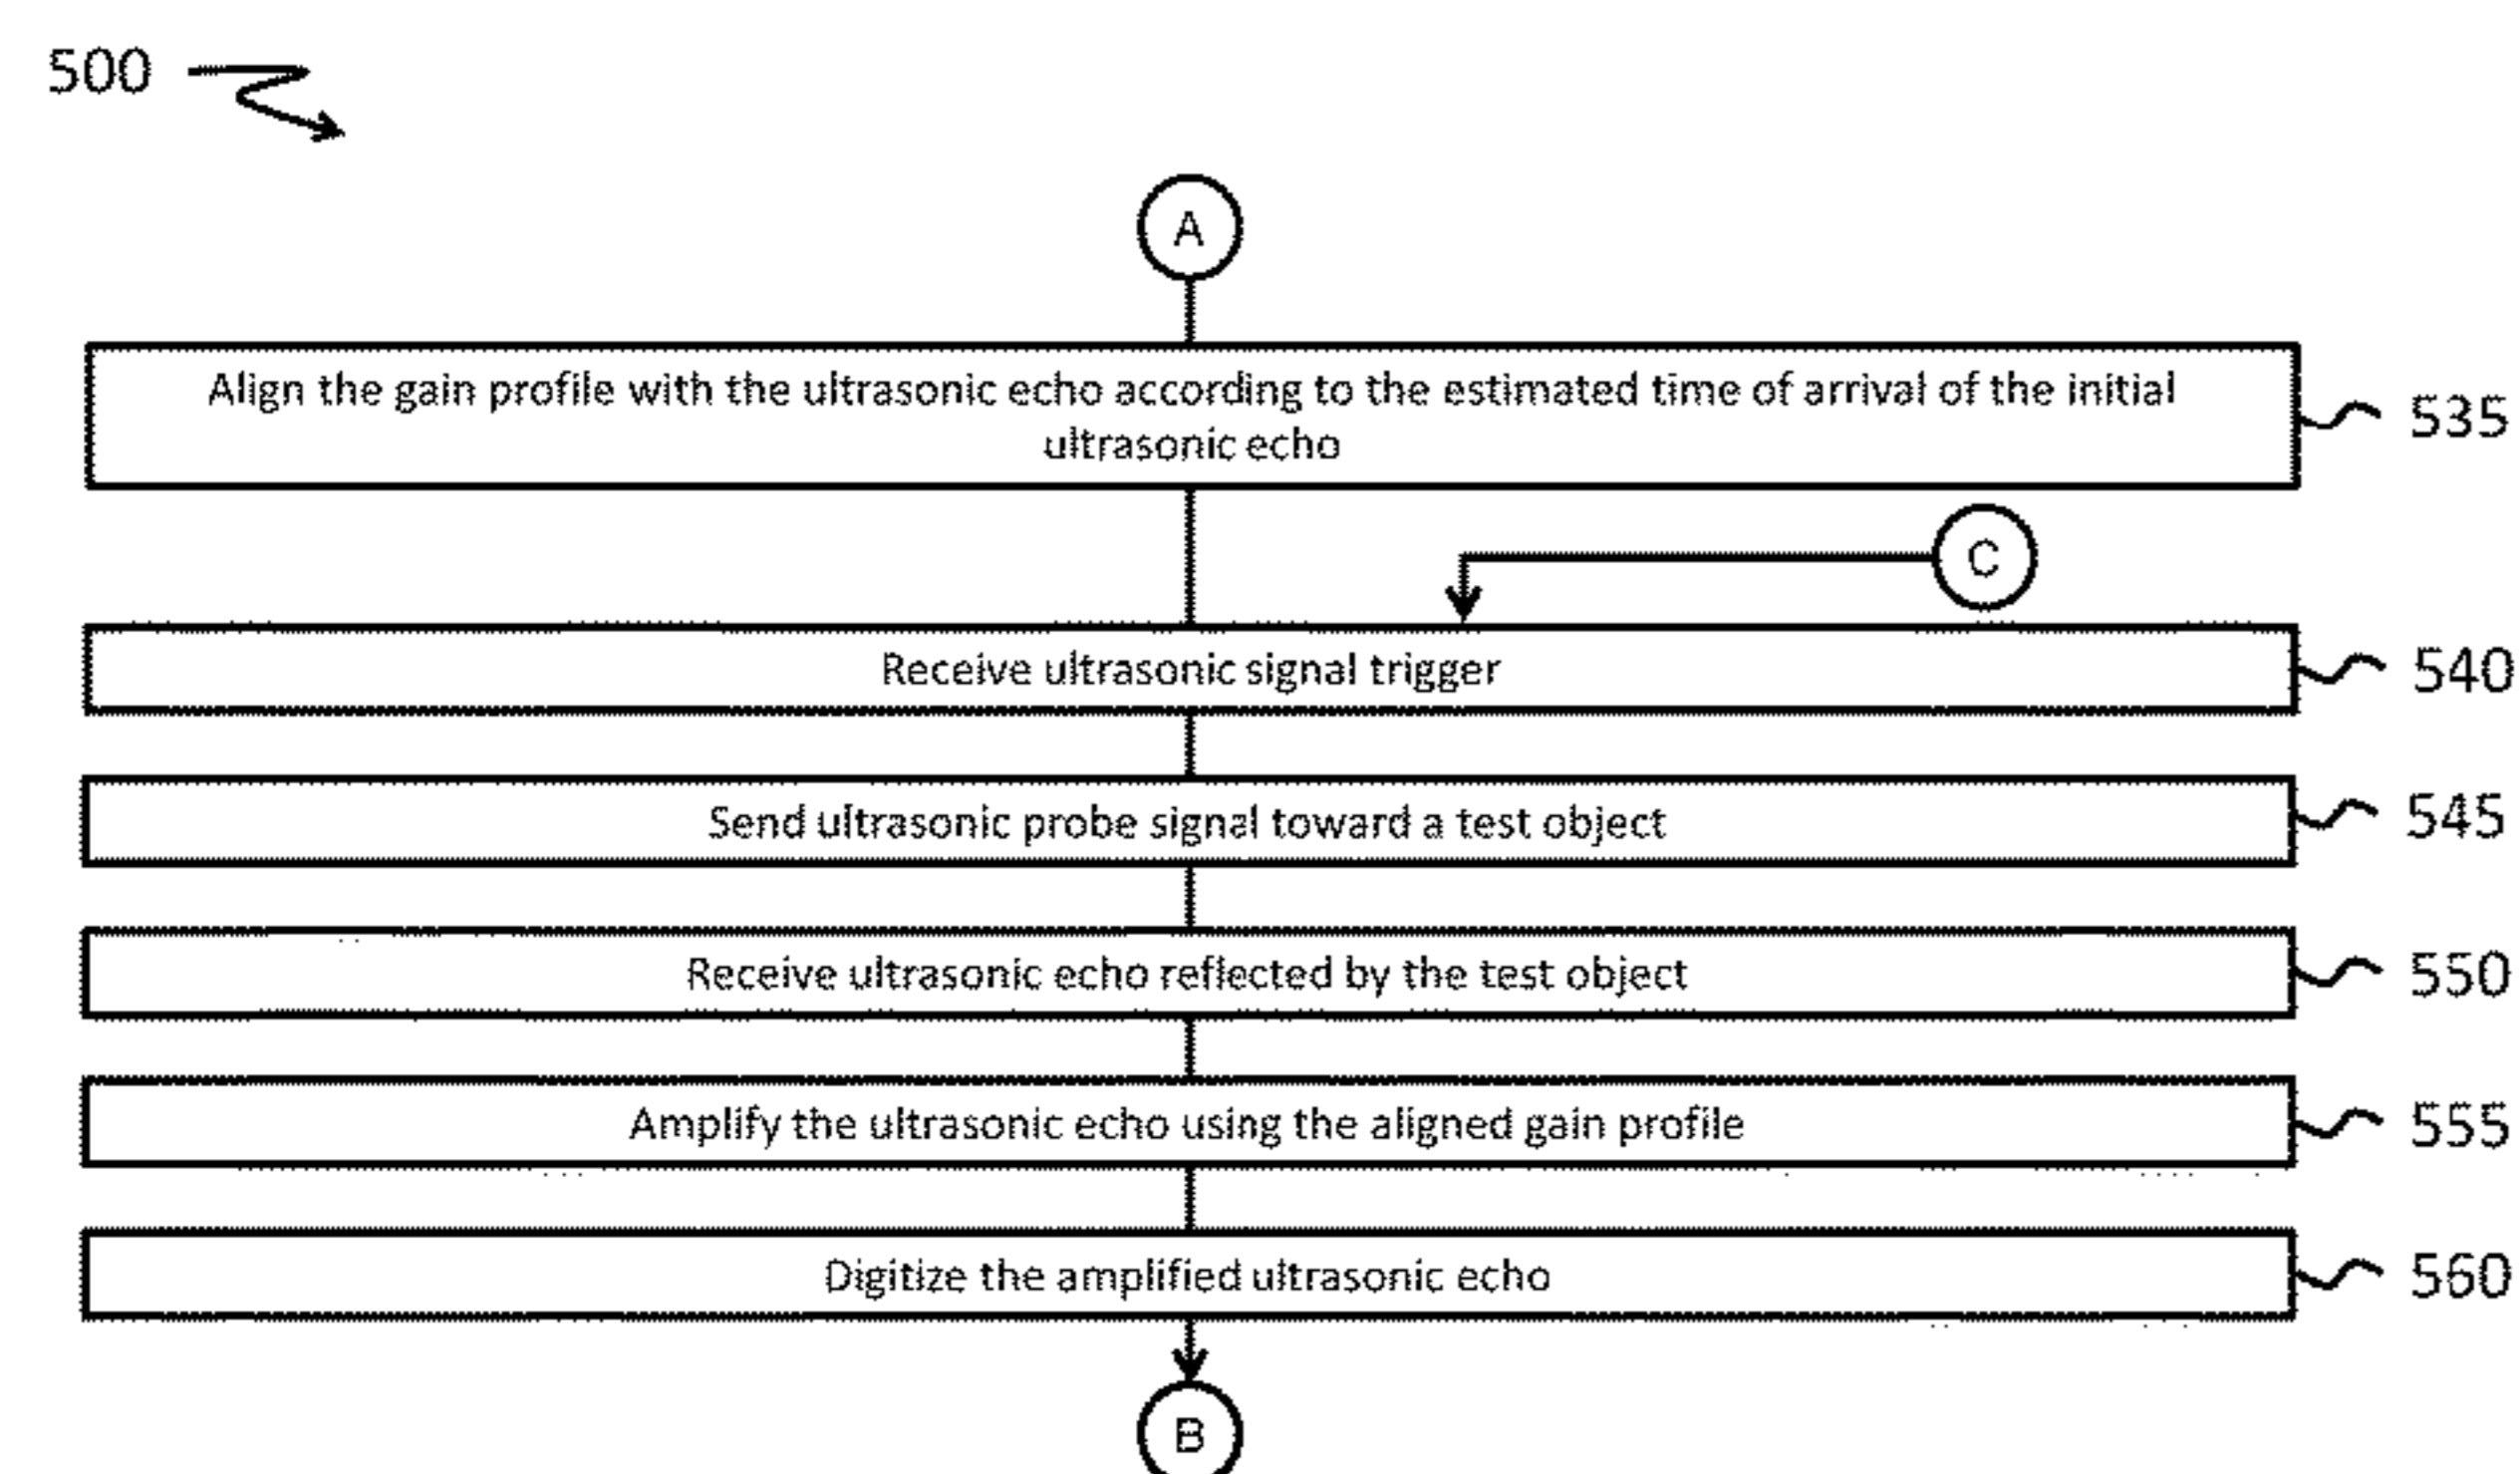 500
A
Align the gain profile with the ultrasonic echo according to the estimated time of arrival of the initial
ultrasonic echo
535
C
Receive ultrasonic signal trigger
540
Send ultrasonic probe signal toward a test object
545
Receive ultrasonic echo reflected by the test object
550
Amplify the ultrasonic echo using the aligned gain profile
555
Digitize the amplified ultrasonic echo
560
B